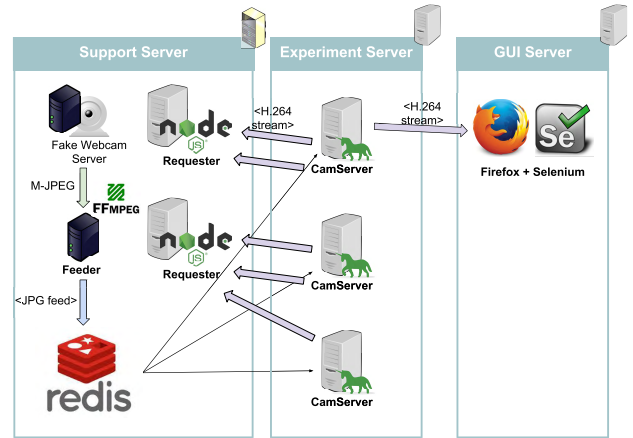 Support Server
Experiment Server
GUI Server
<H.264
stream>
<H.264
stream>
node
JS
Requester
CamServer
Se
Firefox + Selenium
Fake Webcam
Server
M-JPEG
FFMPEG
Feeder
node
JS
Requester
CamServer
<JPG feed>
redis
CamServer